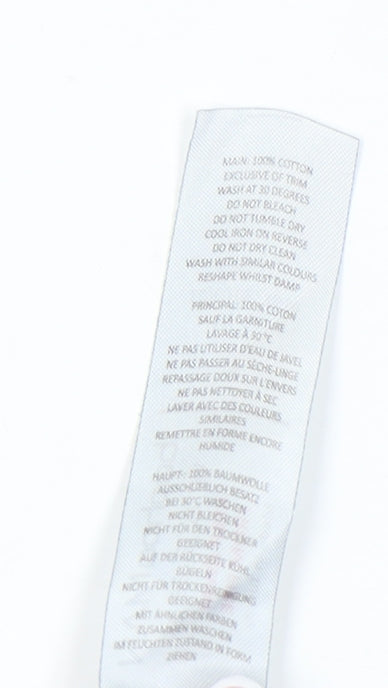 MAIN: 100% COTTON
EXCLUSIVE OF TRIM
WASH AT 30 DEGREES
DO NOT BLEACH
DO NOT TUMBLE DRY
COOL IRON ON REVERSE
DO NOT DRY CLEAN
WASH WITH SIMILAR COLOURS
RESHAPE WHILST DAMP
PRINCIPAL: 100% COTON
SAUF LA GARNITURE
LAVAGE À 30°C
NE PAS UTILISER D'EAU DE JAVEL
NE PAS PASSER AU SÈCHE-LINGE
REPASSAGE DOUX SUR L'ENVERS
NE PAS NETTOYER À SEC
LAVER AVEC DES COULEURS
SIMILAIRES
REMETTRE EN FORME ENCORE
HUMIDE
HAUPT-: 100% BAUMWOLLE
AUSSCHLIEßLICH BESATZ
BEI 30°C WASCHEN
NICHT BLEICHEN
NICHT FÜR DEN TROCKNER
GEEIGNET
AUF DER RÜCKSEITE KÜHL
BÜGELN
NICHT FÜR TROCKENREINIGUNG
GEEIGNET
MIT ÄHNLICHEN FARBEN
ZUSAMMEN WASCHEN
IM FEUCHTEN ZUSTAND IN FORM
ZIEHEN